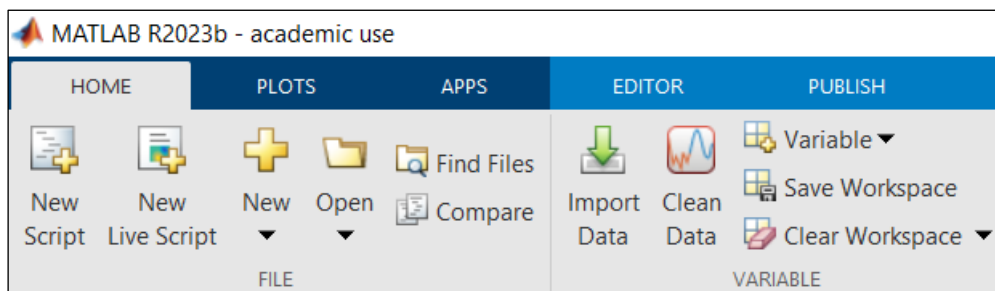 MATLAB R2023b - academic use
HOME PLOTS APPS EDITOR PUBLISH
New Script
New Live Script
New
Open
Find Files
Compare
FILE
Import Data
Clean Data
Variable
Save Workspace
Clear Workspace
VARIABLE